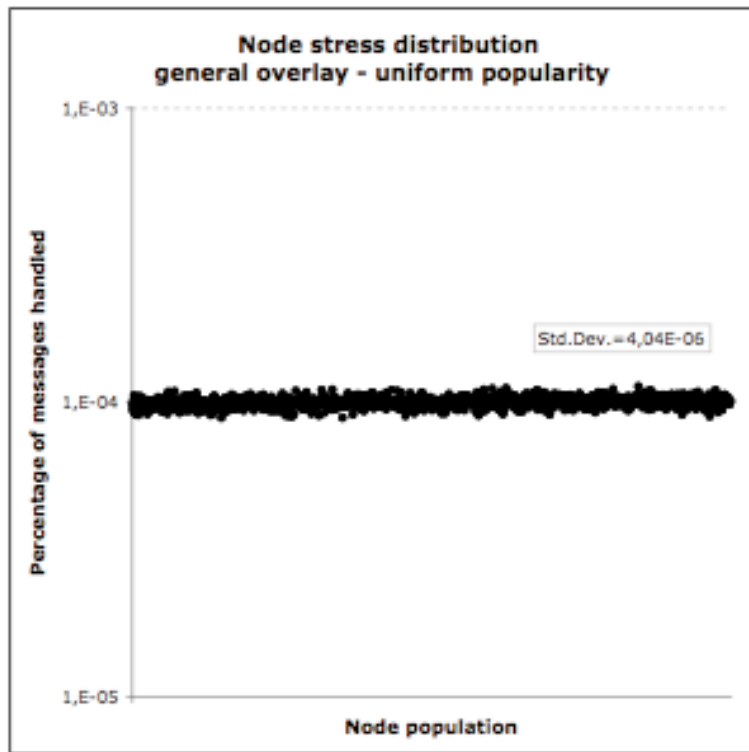 Node stress distribution
general overlay - uniform popularity
1,E-03
Percentage of messages handled
Std.Dev.=4,04E-06
1,E-04
1,E-05
Node population